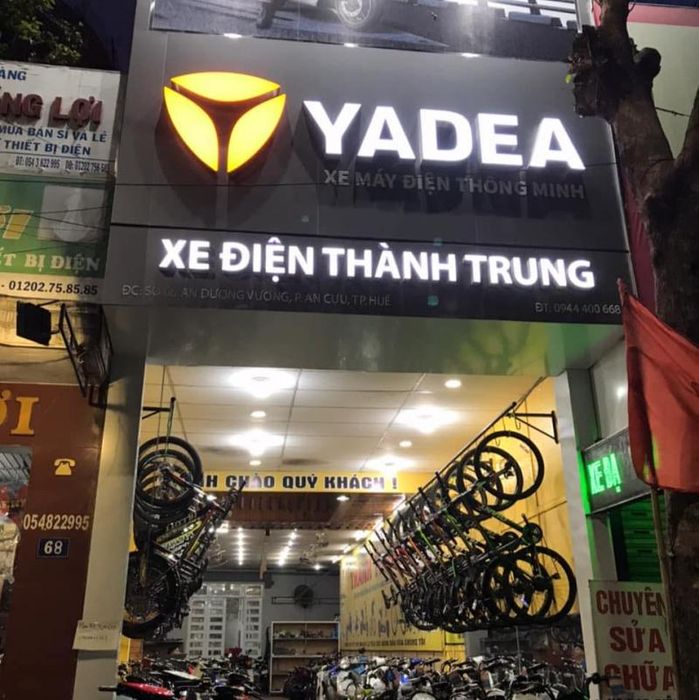 YADEA
XE MÁY ĐIỆN THÔNG MINH
XE ĐIỆN THÀNH TRUNG
AN DƯƠNG VƯƠNG, P. AN CỰU, TP. HUẾ
ĐT: 0944 400 668
LỢI
MUA BÁN SỈ VÀ LẺ
THIẾT BỊ ĐIỆN
BỊ ĐIỆN
01202.75.85.85
054822995
68
CHÀO QUÝ KHÁCH !
XE ĐẠ
CHUYÊN
SỬA
CHỮA